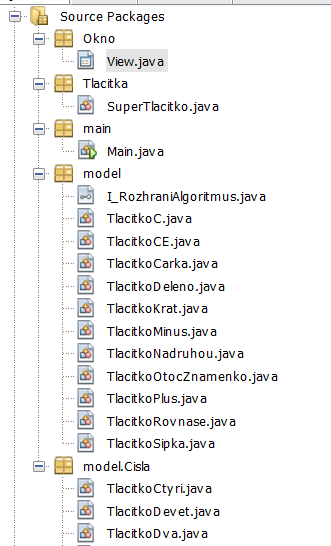 Source Packages
Okno
View.java
Tlacitka
SuperTlacitko.java
main
Main.java
model
I_RozhraniAlgoritmus.java
TlacitkoC.java
TlacitkoCE.java
TlacitkoCarka.java
TlacitkoDeleno.java
TlacitkoKrat.java
TlacitkoMinus.java
TlacitkoNadruhou.java
TlacitkoOtocZnamenko.java
TlacitkoPlus.java
TlacitkoRovnase.java
TlacitkoSipka.java
model.Cisla
TlacitkoCtyri.java
TlacitkoDevet.java
TlacitkoDva.java